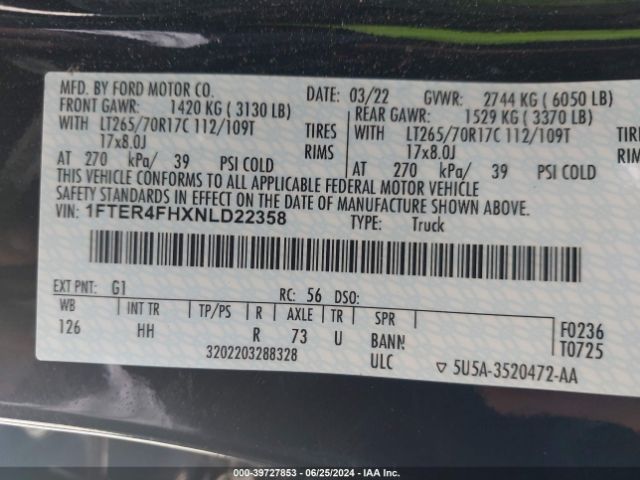 MFD. BY FORD MOTOR CO.
DATE: 03/22 GVWR: 2744 KG ( 6050 LB)
FRONT GAWR: 1420 KG ( 3130 LB)
REAR GAWR: 1529 KG ( 3370 LB)
WITH LT265/70R17C 112/109T TIRES
WITH LT265/70R17C 112/109T
17x8.0J RIMS 17x8.0J
AT 270 kPa/ 39 PSI COLD
AT 270 kPa/ 39 PSI COLD
THIS VEHICLE CONFORMS TO ALL APPLICABLE FEDERAL MOTOR VEHICLE
SAFETY STANDARDS IN EFFECT ON THE DATE OF MANUFACTURE SHOWN ABOVE.
VIN: 1FTER4FHXNLD22358 TYPE: Truck
EXT PNT: G1 RC: 56 DSO:
WB INT TR TP/PS R AXLE TR SPR
126 HH R 73 U BANN
F0236
T0725
3202203288328 ULC
▽ 5U5A-3520472-AA
000-39727853 - 06/25/2024 - IAA Inc.